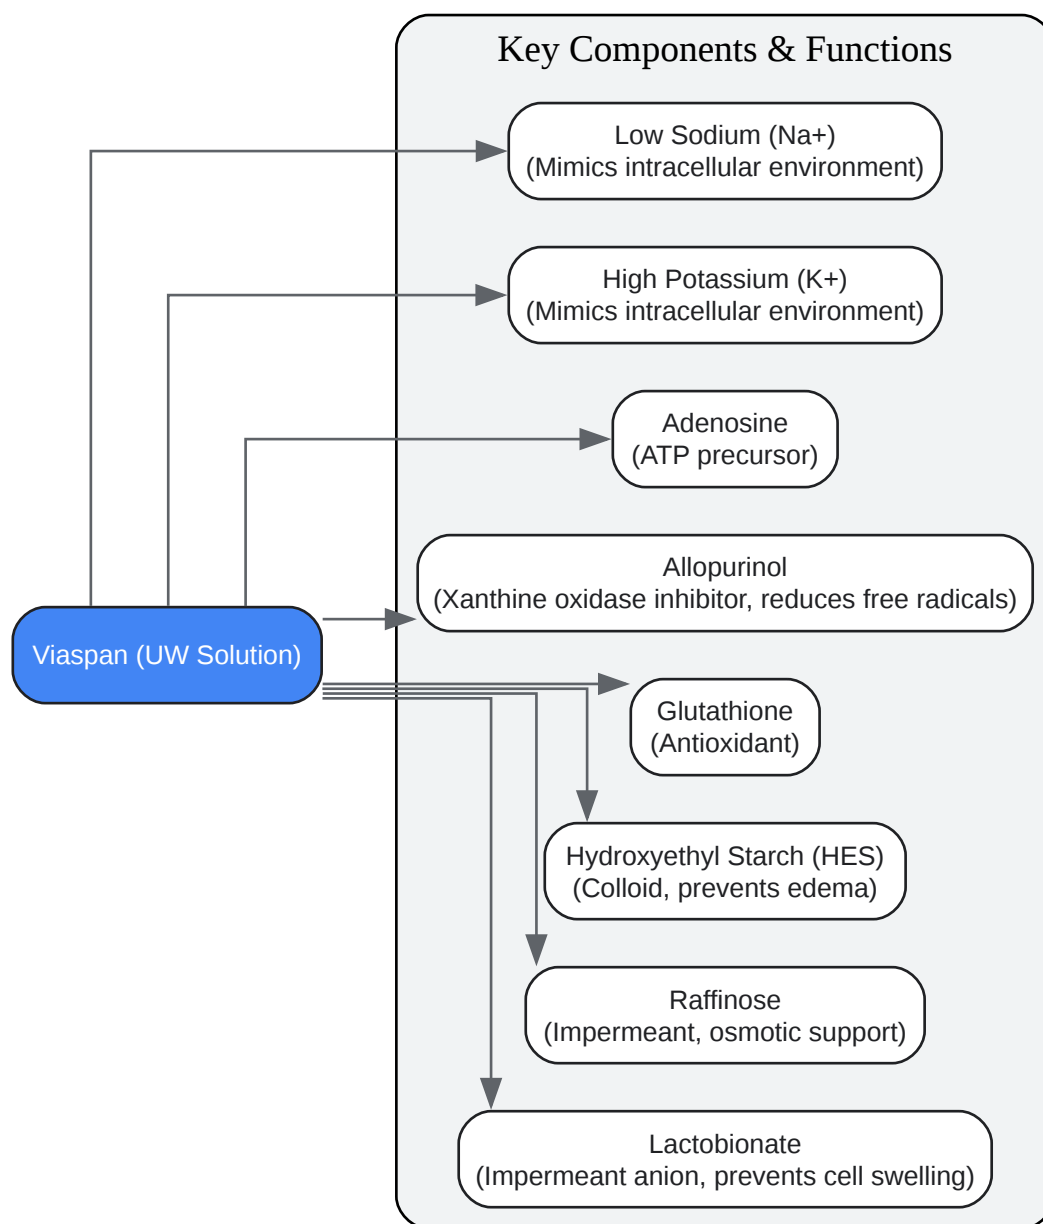 Key Components & Functions
Low Sodium (Na+)
(Mimics intracellular environment)
High Potassium (K+)
(Mimics intracellular environment)
Adenosine
(ATP precursor)
Allopurinol
(Xanthine oxidase inhibitor, reduces free radicals)
Viaspan (UW Solution)
Glutathione
(Antioxidant)
Hydroxyethyl Starch (HES)
(Colloid, prevents edema)
Raffinose
(Impermeant, osmotic support)
Lactobionate
(Impermeant anion, prevents cell swelling)